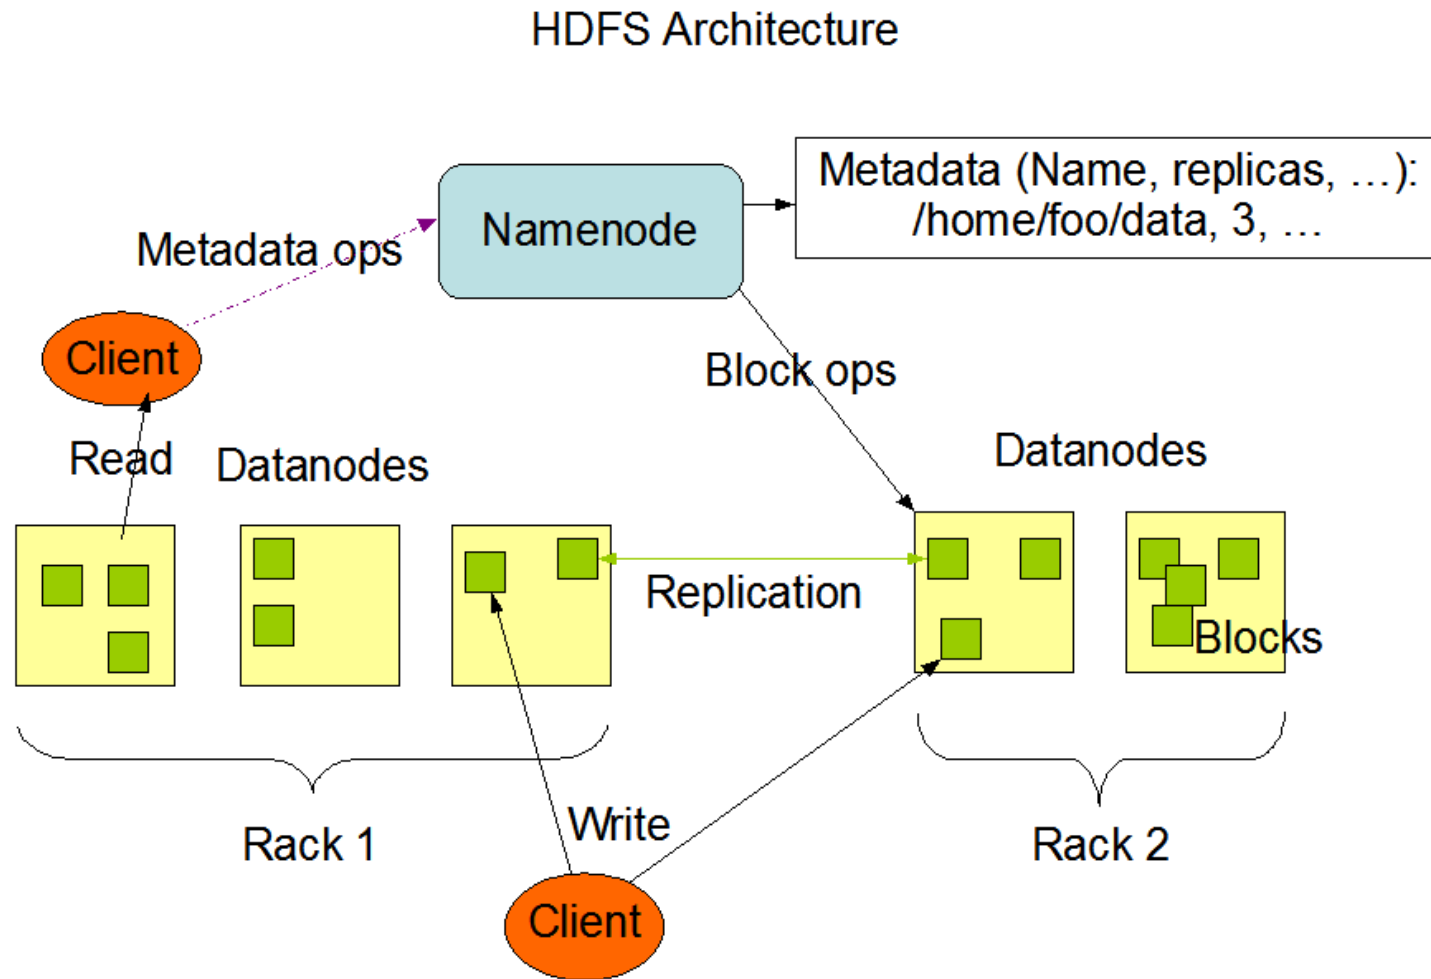 HDFS Architecture
Metadata (Name, replicas, …):
/home/foo/data, 3, …
Namenode
Metadata ops
Client
Block ops
Read
Datanodes
Datanodes
Replication
Blocks
Rack 1
Write
Rack 2
Client